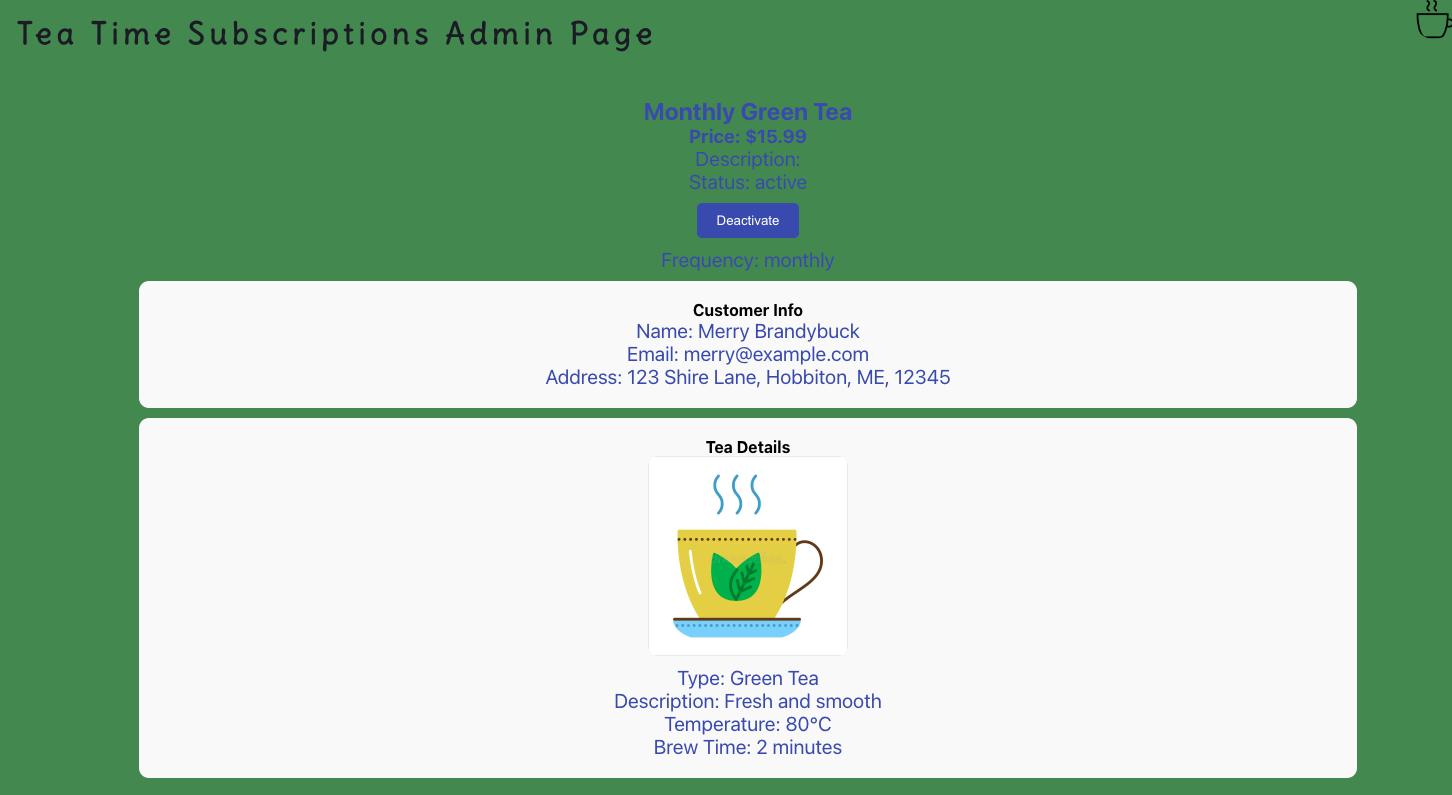 Tea Time Subscriptions Admin Page
Monthly Green Tea
Price: $15.99
Description:
Status: active
Deactivate
Frequency: monthly
Customer Info
Name: Merry Brandybuck
Email: merry@example.com
Address: 123 Shire Lane, Hobbiton, ME, 12345
Tea Details
Type: Green Tea
Description: Fresh and smooth
Temperature: 80°C
Brew Time: 2 minutes